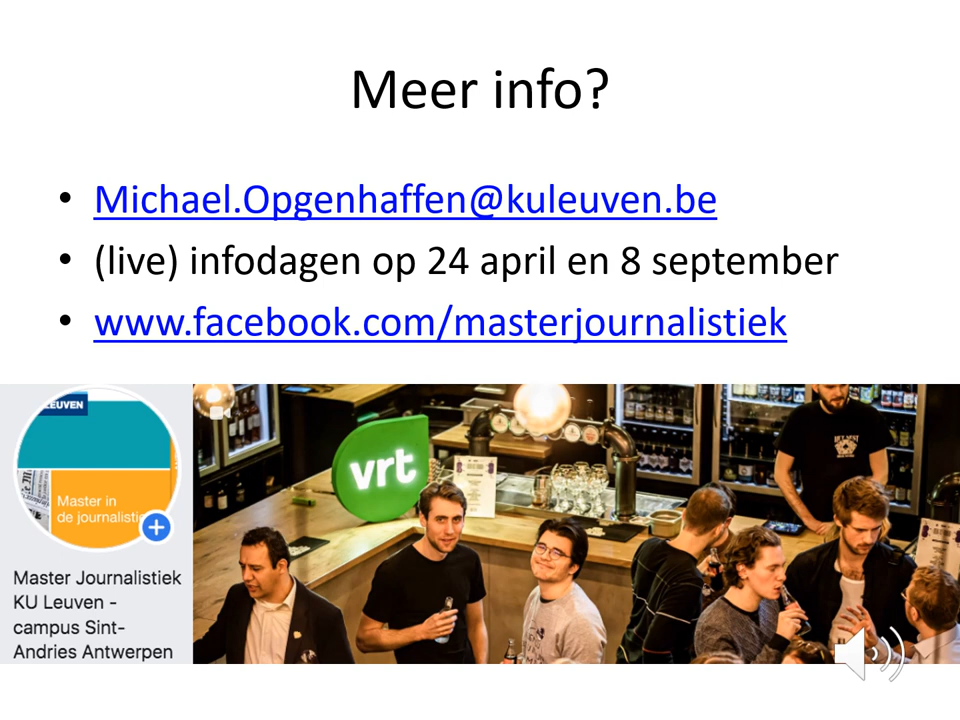 Meer info?
• Michael.Opgenhaffen@kuleuven.be
• (live) infodagen op 24 april en 8 september
• www.facebook.com/masterjournalistiek
LEUVEN
Master in
de journalistie
Master Journalistiek
KU Leuven -
campus Sint-
Andries Antwerpen
vrt